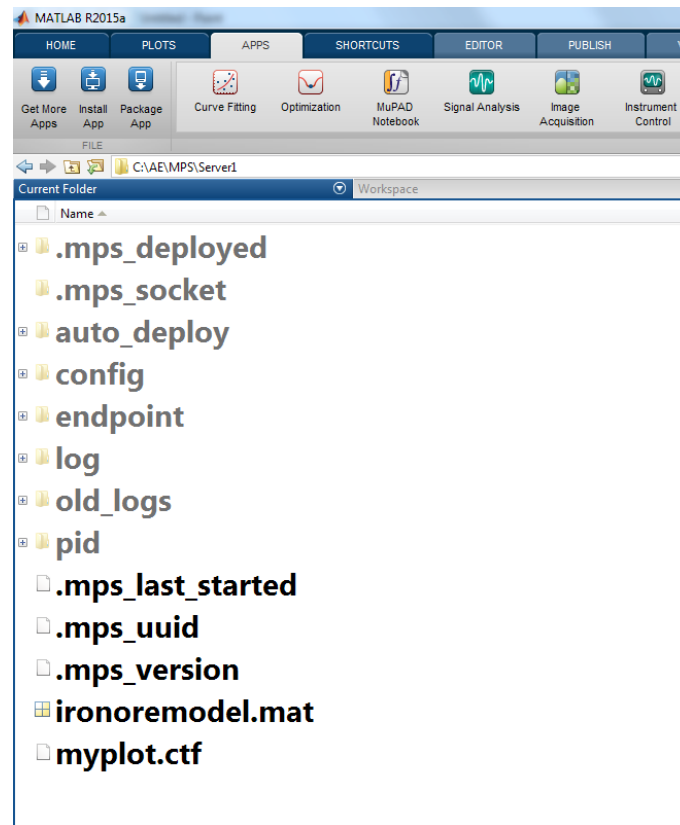 MATLAB R2015a
HOME PLOTS APPS SHORTCUTS EDITOR PUBLISH
Get More Apps
Install App
Package App
Curve Fitting
Optimization
MuPAD Notebook
Signal Analysis
Image Acquisition
Instrument Control
FILE
C:\AE\MPS\Server1
Current Folder
Workspace
Name
.mps_deployed
.mps_socket
auto_deploy
config
endpoint
log
old_logs
pid
.mps_last_started
.mps_uuid
.mps_version
ironoremodel.mat
myplot.ctf